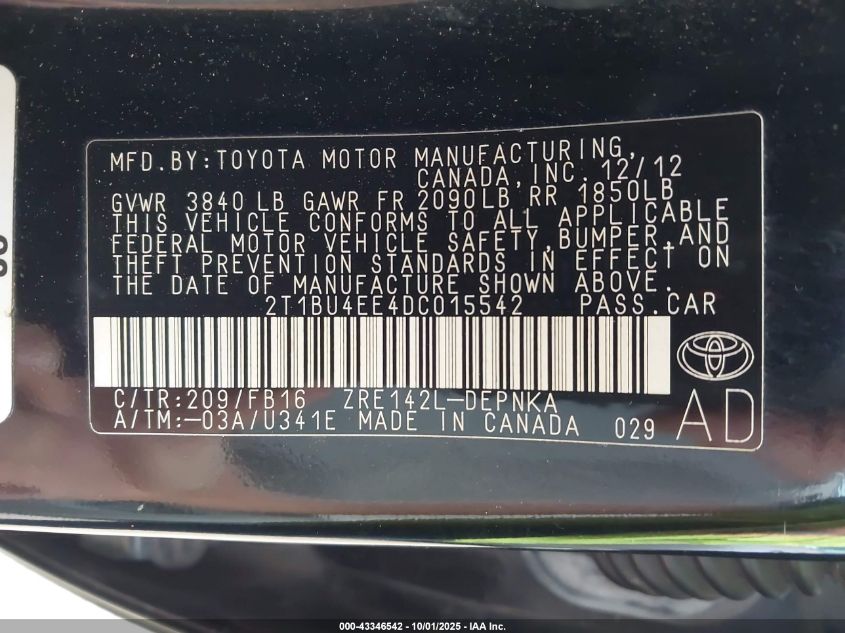 MFD.BY:TOYOTA MOTOR MANUFACTURING,
CANADA,INC. 12/12
GVWR 3840 LB GAWR FR 2090LB RR 1850LB
THIS VEHICLE CONFORMS TO ALL APPLICABLE
FEDERAL MOTOR VEHICLE SAFETY,BUMPER,AND
THEFT PREVENTION STANDARDS IN EFFECT ON
THE DATE OF MANUFACTURE SHOWN ABOVE.
2T1BU4EE4DC015542 PASS.CAR
C/TR:209/FB16 ZRE142L-DEPNKA
A/TM:-03A/U341E MADE IN CANADA 029 AD
000-43346542 - 10/01/2025 - IAA Inc.